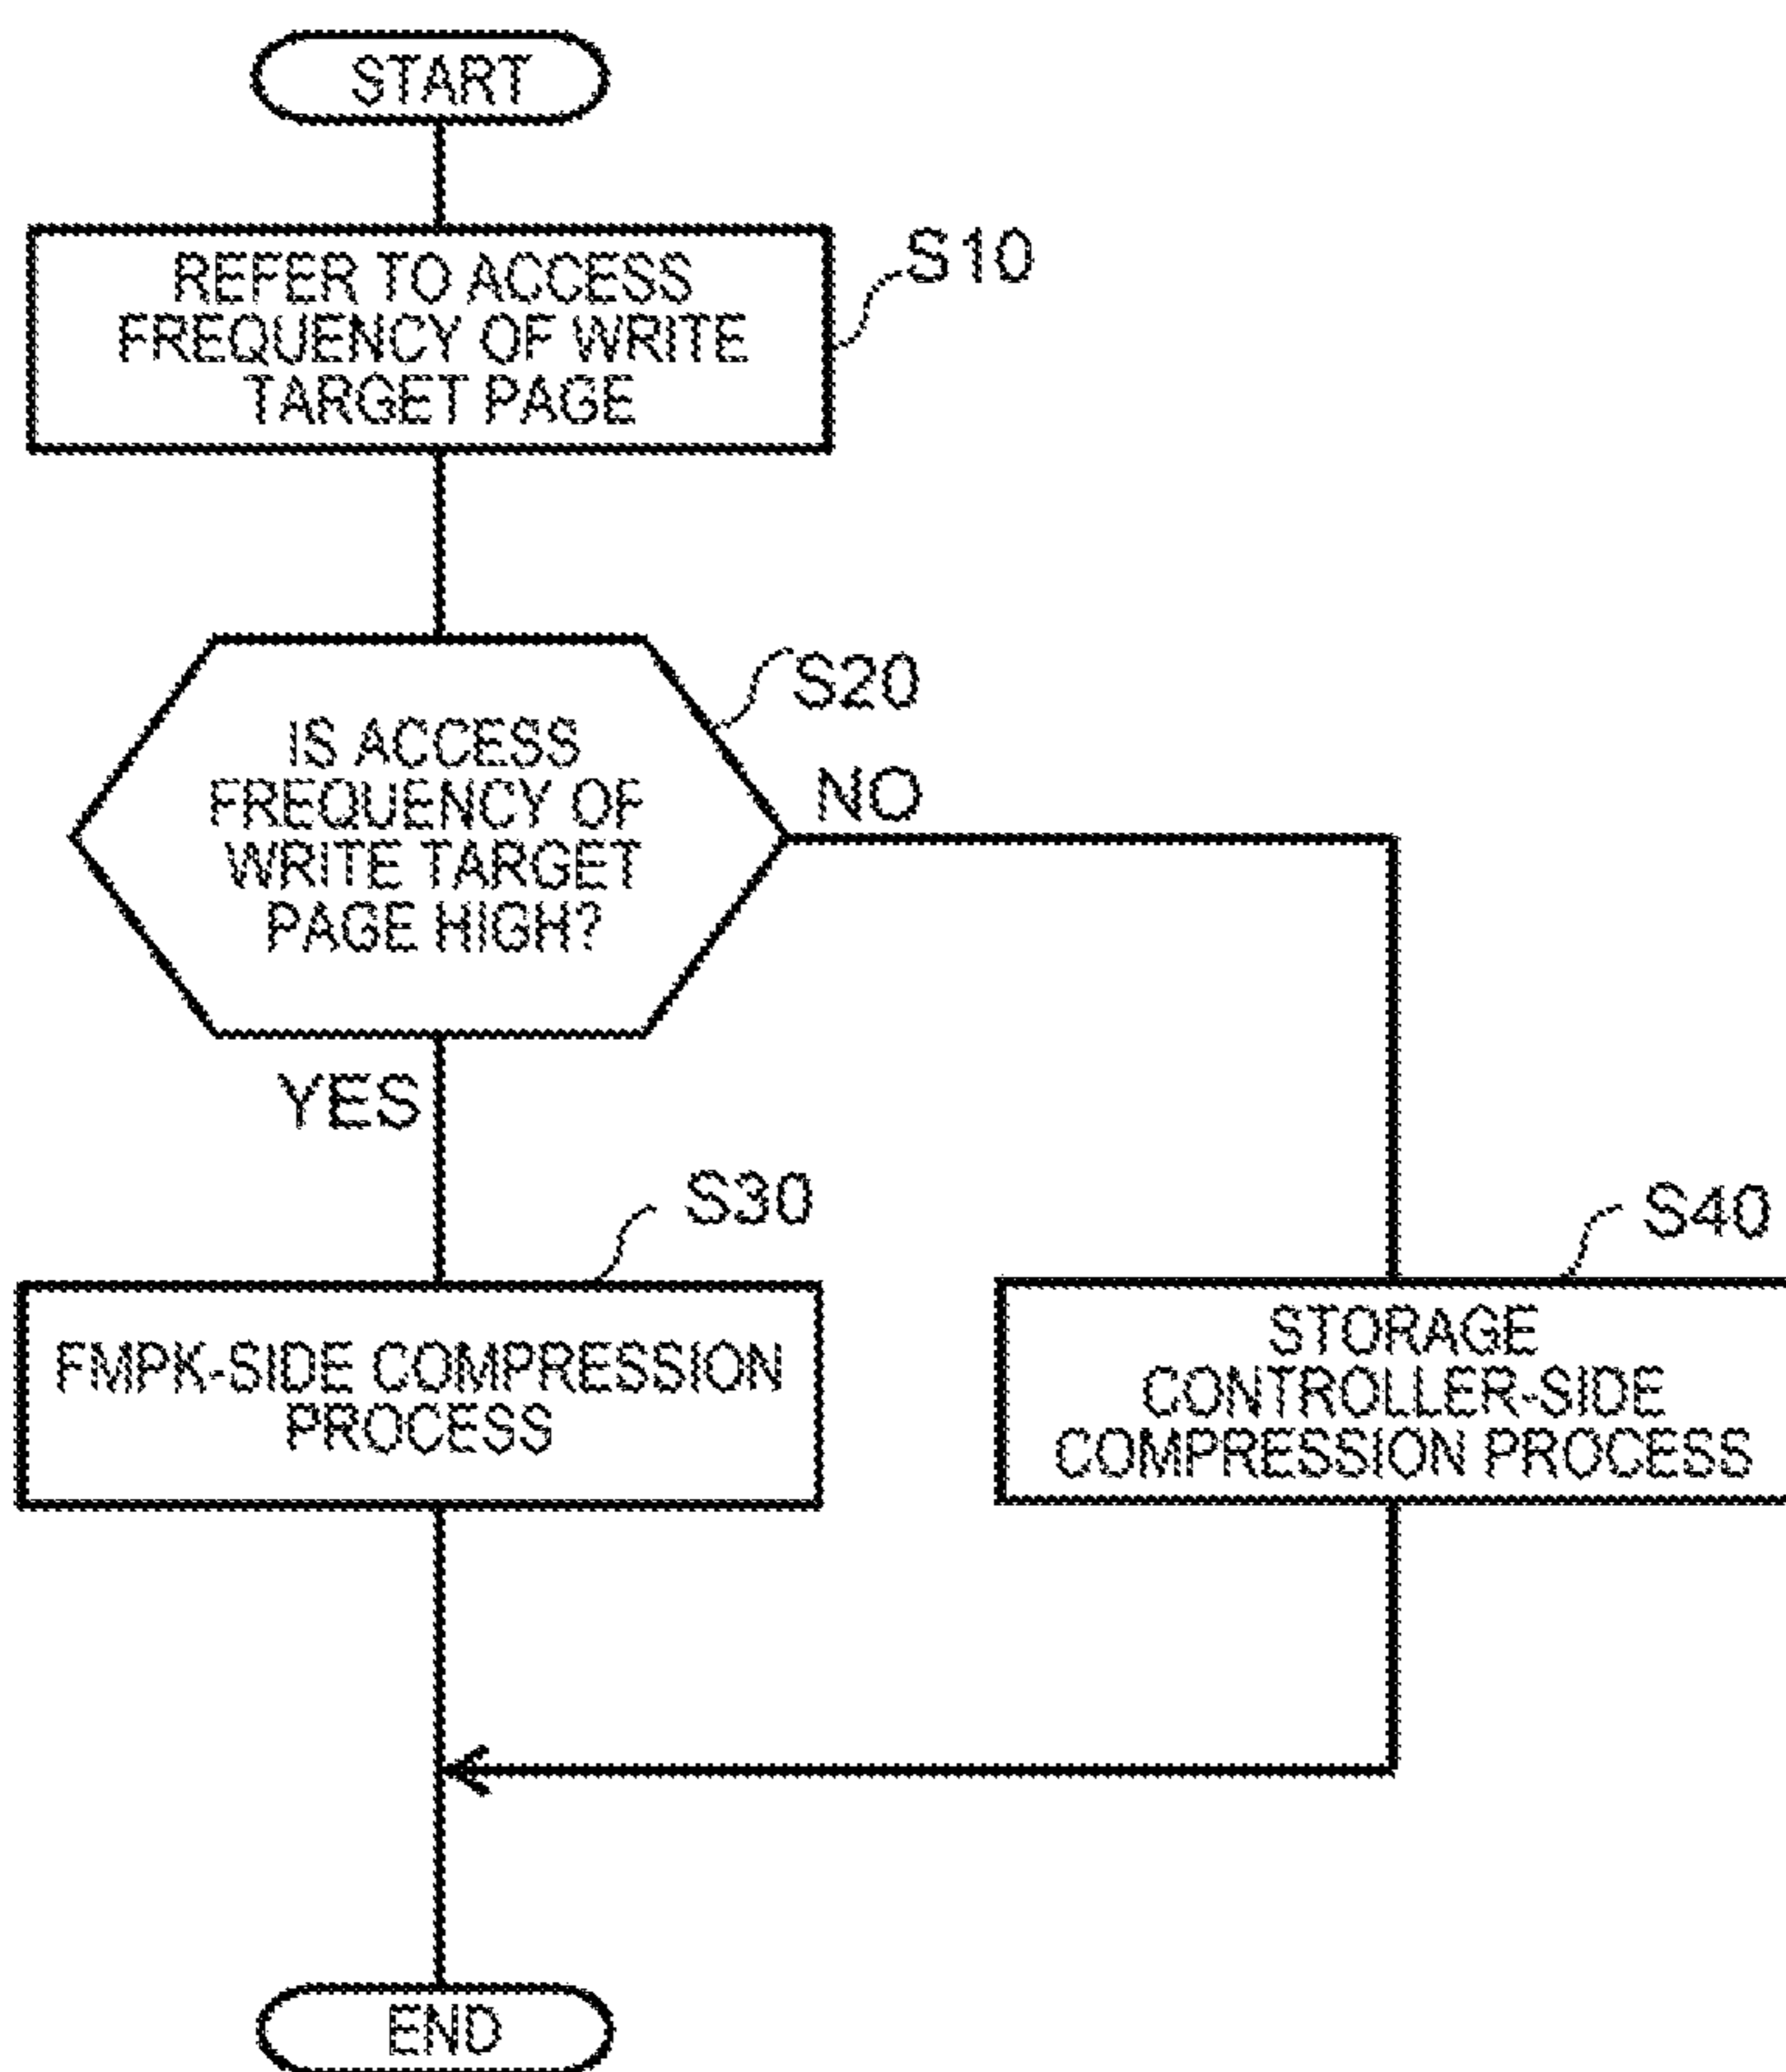 START
REFER TO ACCESS
FREQUENCY OF WRITE
TARGET PAGE
S10
IS ACCESS
FREQUENCY OF
WRITE TARGET
PAGE HIGH?
S20
NO
YES
S30
FMPK-SIDE COMPRESSION
PROCESS
S40
STORAGE
CONTROLLER-SIDE
COMPRESSION PROCESS
END